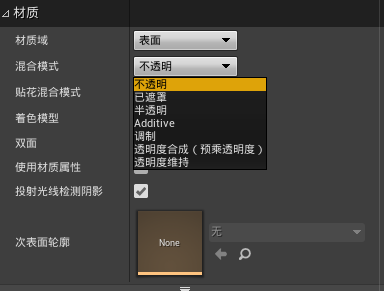 材质
材质域 表面
混合模式 不透明
不透明
已遮罩
半透明
Additive
调制
透明度合成（预乘透明度）
透明度维持
贴花混合模式
着色模型
双面
使用材质属性
投射光线检测阴影
次表面轮廓 None 无